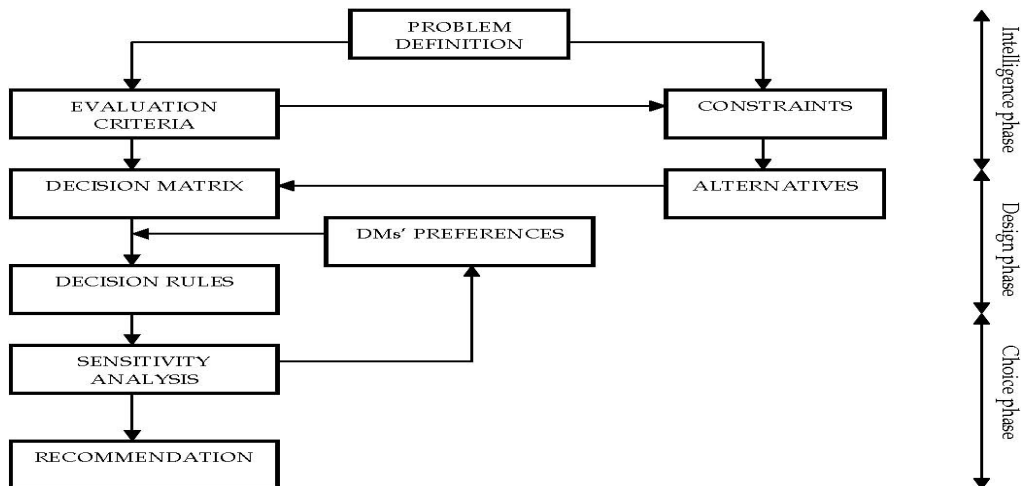 PROBLEM
DEFINITION
EVALUATION
CRITERIA
CONSTRAINTS
DECISION MATRIX
ALTERNATIVES
DMs' PREFERENCES
DECISION RULES
SENSITIVITY
ANALYSIS
RECOMMENDATION
Intelligence phase
Design phase
Choice phase